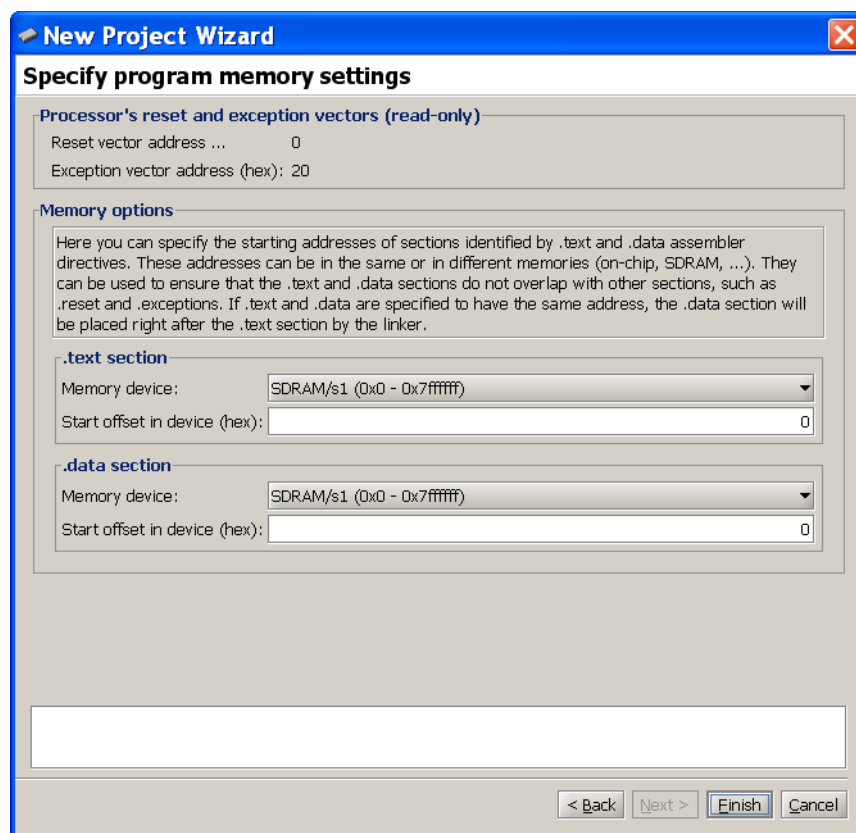 New Project Wizard
Specify program memory settings
Processor's reset and exception vectors (read-only)
Reset vector address ... 0
Exception vector address (hex): 20
Memory options
Here you can specify the starting addresses of sections identified by .text and .data assembler
directives. These addresses can be in the same or in different memories (on-chip, SDRAM, ...). They
can be used to ensure that the .text and .data sections do not overlap with other sections, such as
.reset and .exceptions. If .text and .data are specified to have the same address, the .data section will
be placed right after the .text section by the linker.
.text section
Memory device: SDRAM/s1 (0x0 - 0x7ffffff)
Start offset in device (hex): 0
.data section
Memory device: SDRAM/s1 (0x0 - 0x7ffffff)
Start offset in device (hex): 0
< Back Next > Finish Cancel